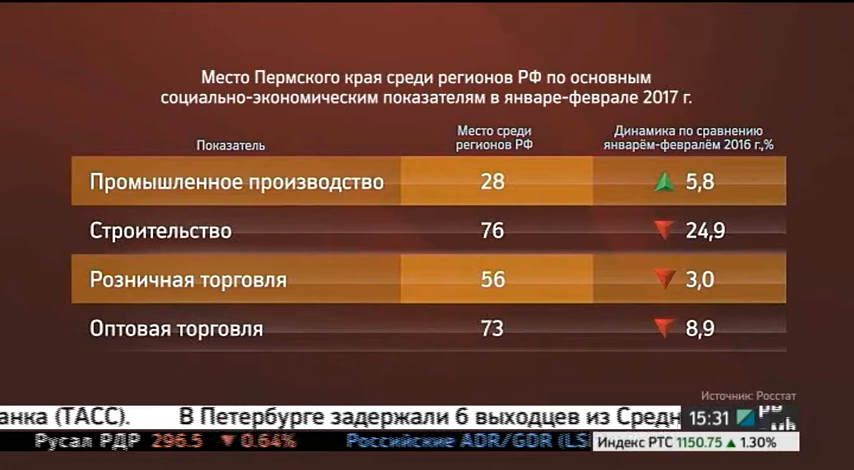 Место Пермского края среди регионов РФ по основным
социально-экономическим показателям в январе-феврале 2017 г.
Показатель
Место среди
регионов РФ
Динамика по сравнению
январём-февралём 2016 г.,%
Промышленное производство 28 5,8
Строительство 76 24,9
Розничная торговля 56 3,0
Оптовая торговля 73 8,9
Источник: Росстат
анка (ТАСС). В Петербурге задержали 6 выходцев из Средн
15:31
Русал РДР 296.5 ▼ 0.64% Российские ADR/GDR (LS
Индекс РТС 1150.75 ▲ 1.30%